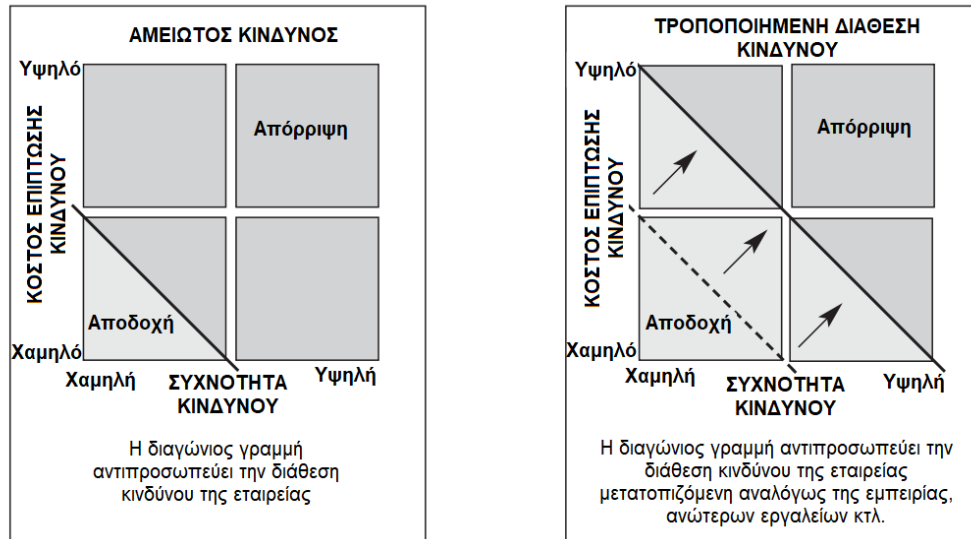 ΑΜΕΙΩΤΟΣ ΚΙΝΔΥΝΟΣ
Υψηλό
Απόρριψη
ΚΟΣΤΟΣ ΕΠΙΠΤΩΣΗΣ
ΚΙΝΔΥΝΟΥ
Αποδοχή
Χαμηλό
Χαμηλή
ΣΥΧΝΟΤΗΤΑ
ΚΙΝΔΥΝΟΥ
Υψηλή
Η διαγώνιος γραμμή
αντιπροσωπεύει την διάθεση
κινδύνου της εταιρείας
ΤΡΟΠΟΠΟΙΗΜΕΝΗ ΔΙΑΘΕΣΗ
ΚΙΝΔΥΝΟΥ
Υψηλό
Απόρριψη
ΚΟΣΤΟΣ ΕΠΙΠΤΩΣΗΣ
ΚΙΝΔΥΝΟΥ
Αποδοχή
Χαμηλό
Χαμηλή
ΣΥΧΝΟΤΗΤΑ
ΚΙΝΔΥΝΟΥ
Υψηλή
Η διαγώνιος γραμμή αντιπροσωπεύει την
διάθεση κινδύνου της εταιρείας
μετατοπιζόμενη αναλόγως της εμπειρίας,
ανώτερων εργαλείων κτλ.